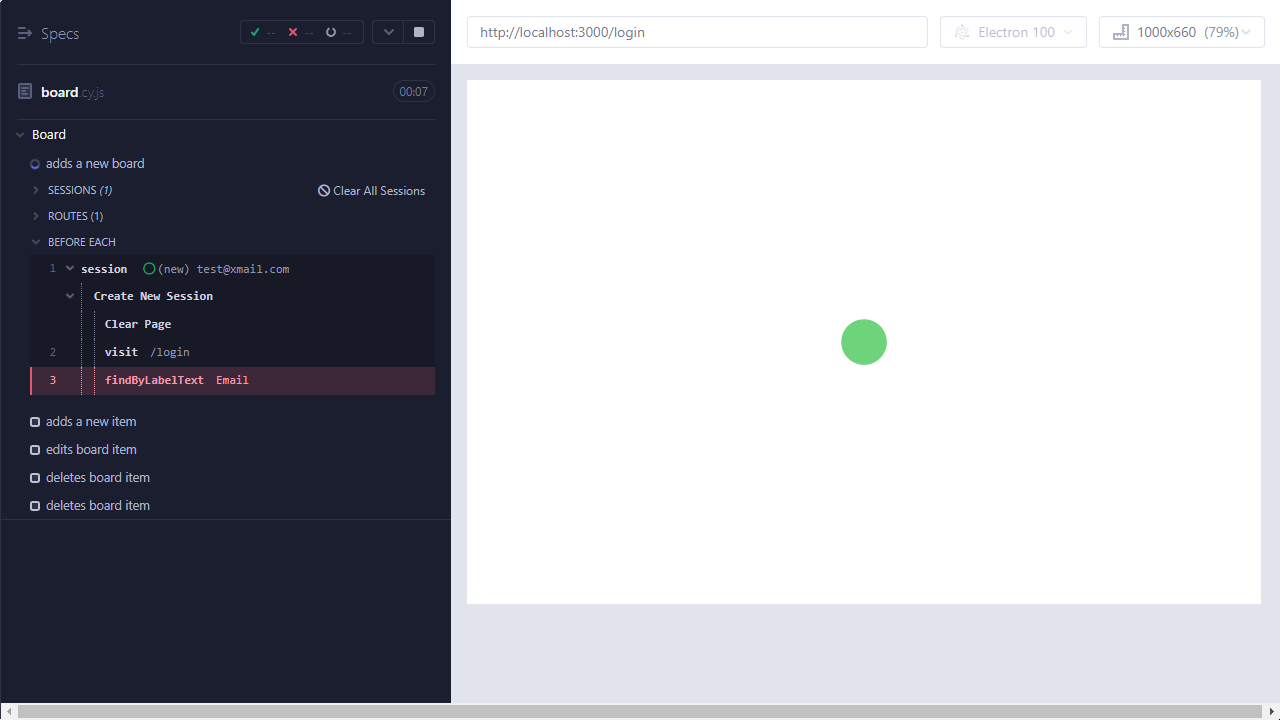 Specs
-- -- --
board.cy.js 00:07
Board
adds a new board
SESSIONS (1) Clear All Sessions
ROUTES (1)
BEFORE EACH
1 session (new) test@xmail.com
Create New Session
Clear Page
2 visit /login
3 findByLabelText Email
adds a new item
edits board item
deletes board item
deletes board item
http://localhost:3000/login Electron 100 1000x660 (79%)